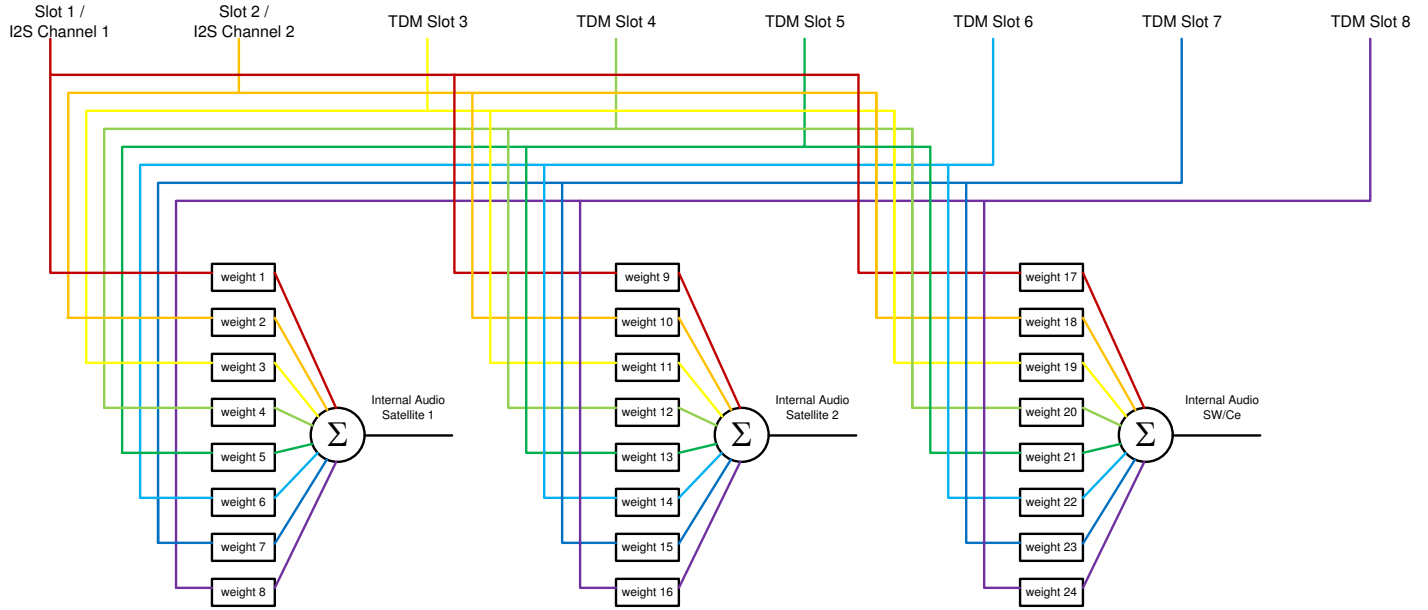 Slot 1 /
I2S Channel 1
Slot 2 /
I2S Channel 2
TDM Slot 3
TDM Slot 4
TDM Slot 5
TDM Slot 6
TDM Slot 7
TDM Slot 8
weight 1
weight 2
weight 3
weight 4
weight 5
weight 6
weight 7
weight 8
Σ
Internal Audio
Satellite 1
weight 9
weight 10
weight 11
weight 12
weight 13
weight 14
weight 15
weight 16
Σ
Internal Audio
Satellite 2
weight 17
weight 18
weight 19
weight 20
weight 21
weight 22
weight 23
weight 24
Σ
Internal Audio
SW/Ce